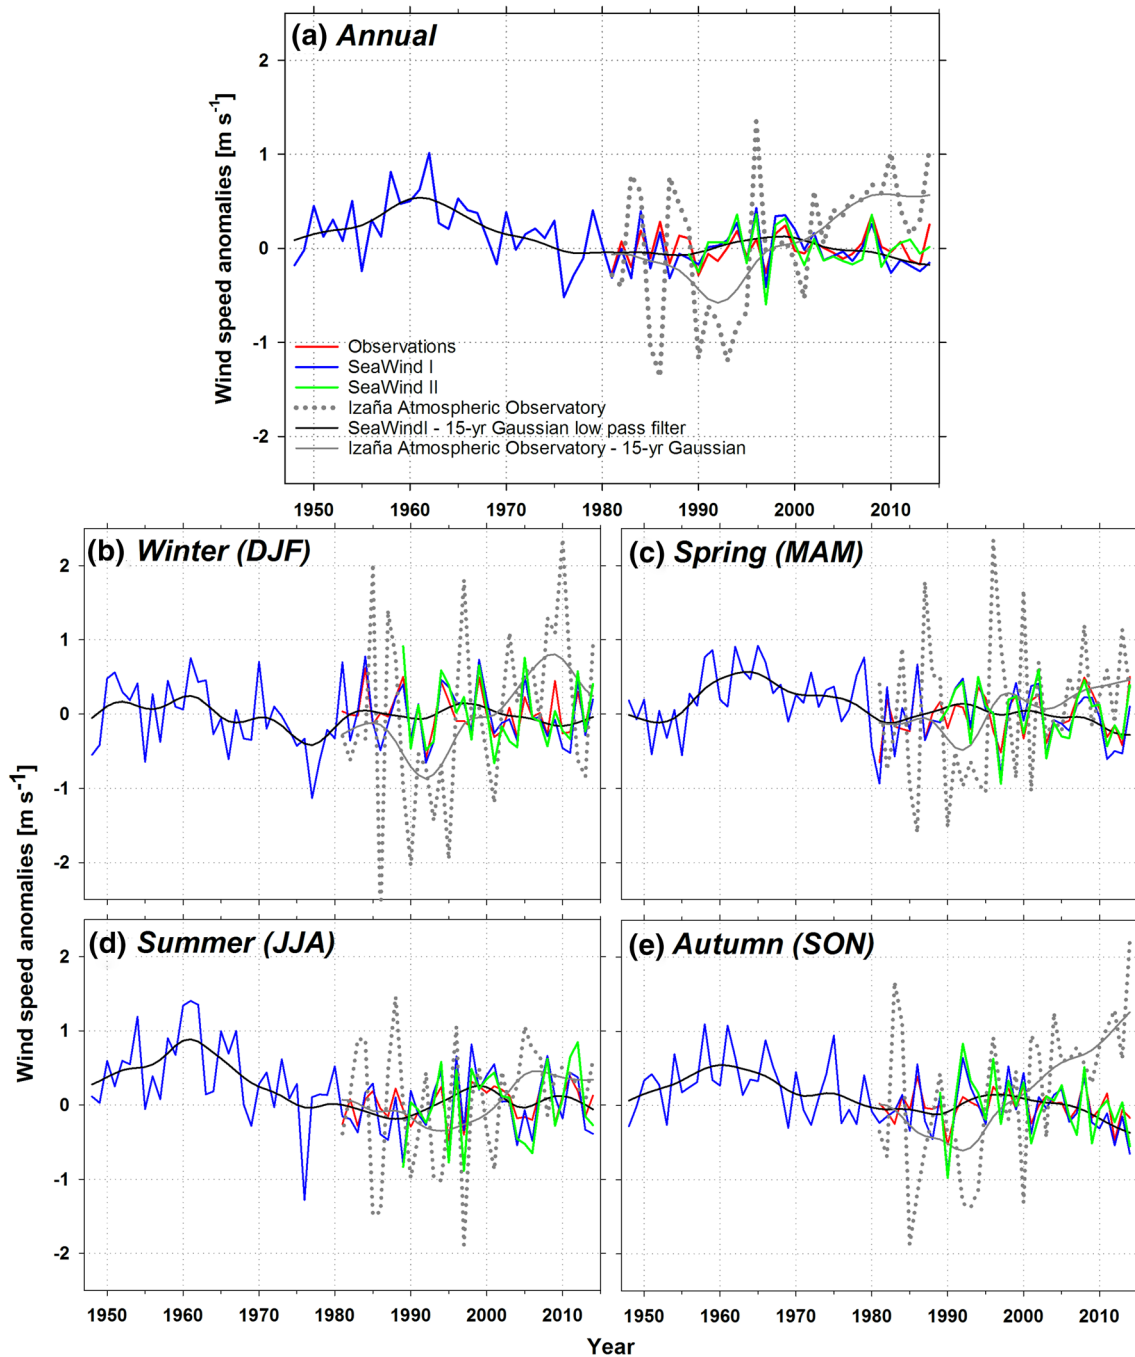 (a) Annual
Wind speed anomalies [m s-1]
2
1
0
-1
-2
Observations
SeaWind I
SeaWind II
Izaña Atmospheric Observatory
SeaWindI - 15-yr Gaussian low pass filter
Izaña Atmospheric Observatory - 15-yr Gaussian
1950 1960 1970 1980 1990 2000 2010
(b) Winter (DJF)
(c) Spring (MAM)
2
1
0
-1
-2
Wind speed anomalies [m s-1]
(d) Summer (JJA)
(e) Autumn (SON)
2
1
0
-1
-2
1950 1960 1970 1980 1990 2000 2010
1950 1960 1970 1980 1990 2000 2010
Year